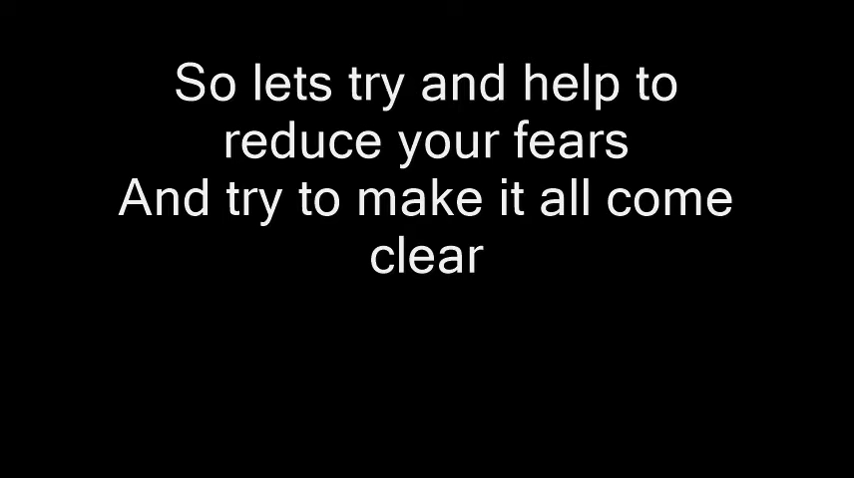 So lets try and help to
reduce your fears
And try to make it all come
clear